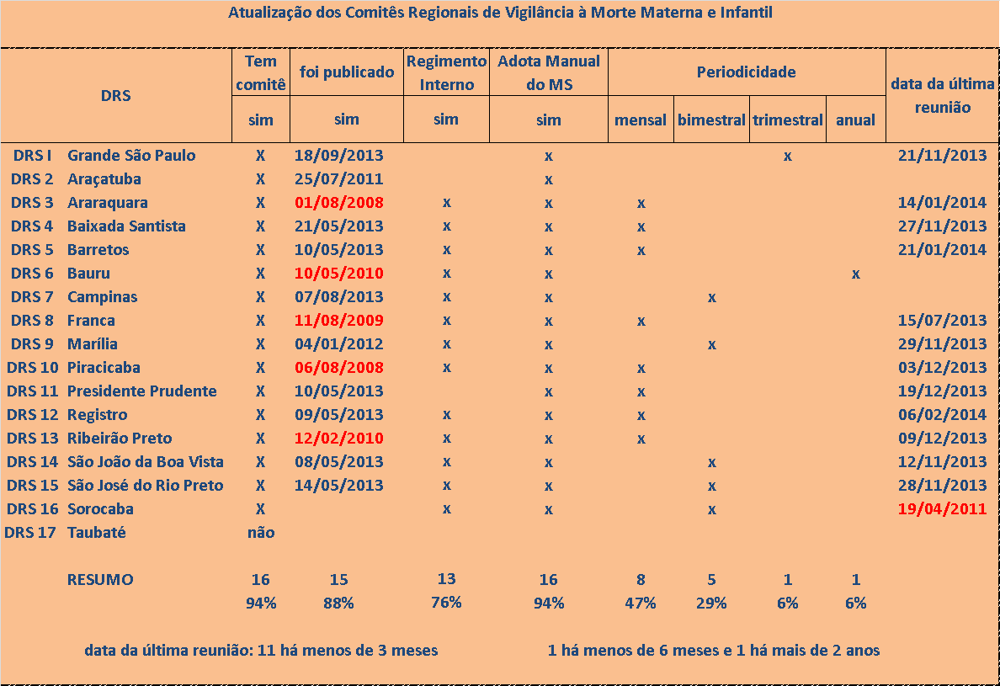 Atualização dos Comitês Regionais de Vigilância à Morte Materna e Infantil
DRS Tem comitê foi publicado Regimento Interno Adota Manual do MS Periodicidade data da última reunião
sim sim sim sim mensal bimestral trimestral anual
DRS I Grande São Paulo X 18/09/2013 x x 21/11/2013
DRS 2 Araçatuba X 25/07/2011 x
DRS 3 Araraquara X 01/08/2008 x x x 14/01/2014
DRS 4 Baixada Santista X 21/05/2013 x x x 27/11/2013
DRS 5 Barretos X 10/05/2013 x x x 21/01/2014
DRS 6 Bauru X 10/05/2010 x x x
DRS 7 Campinas X 07/08/2013 x x x
DRS 8 Franca X 11/08/2009 x x x 15/07/2013
DRS 9 Marília X 04/01/2012 x x x 29/11/2013
DRS 10 Piracicaba X 06/08/2008 x x x 03/12/2013
DRS 11 Presidente Prudente X 10/05/2013 x x 19/12/2013
DRS 12 Registro X 09/05/2013 x x x 06/02/2014
DRS 13 Ribeirão Preto X 12/02/2010 x x x 09/12/2013
DRS 14 São João da Boa Vista X 08/05/2013 x x x 12/11/2013
DRS 15 São José do Rio Preto X 14/05/2013 x x x 28/11/2013
DRS 16 Sorocaba X x x x 19/04/2011
DRS 17 Taubaté não
RESUMO 16 15 13 16 8 5 1 1
94% 88% 76% 94% 47% 29% 6% 6%
data da última reunião: 11 há menos de 3 meses 1 há menos de 6 meses e 1 há mais de 2 anos